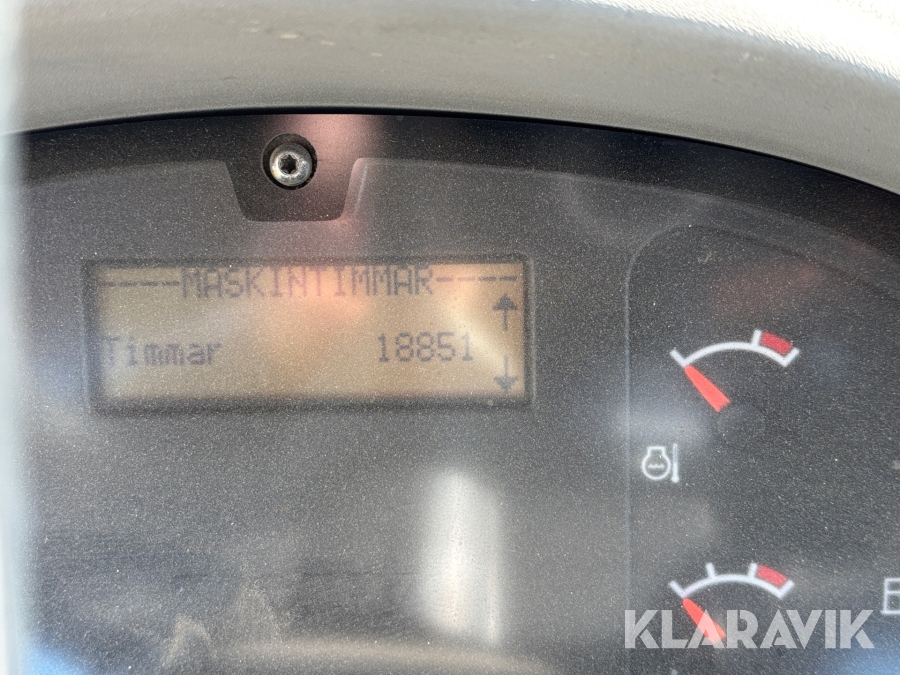 ----MASKINTIMMAR----
Timmar 18851
KLARAVIK